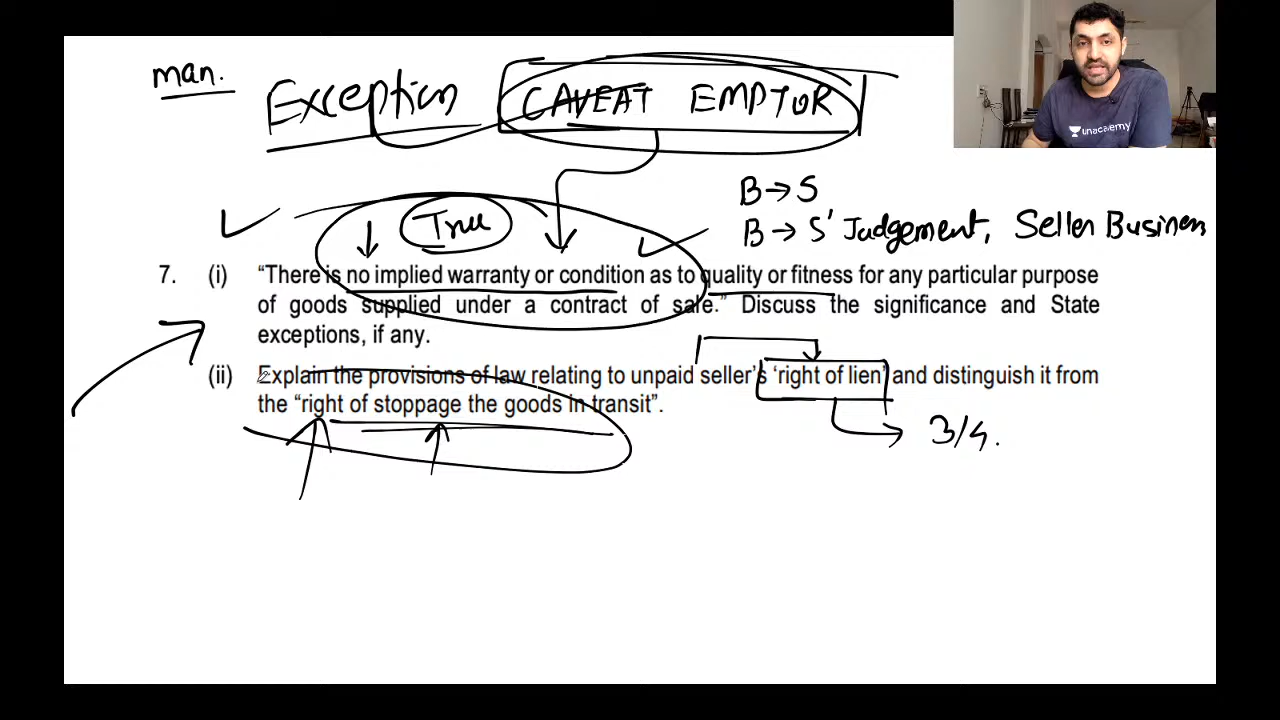 man.
Exception CAVEAT EMPTOR
unacademy
B→S
True
B→ S' Judgement, Seller Business
7. (i) “There is no implied warranty or condition as to quality or fitness for any particular purpose
of goods supplied under a contract of sale.” Discuss the significance and State
exceptions, if any.
(ii) Explain the provisions of law relating to unpaid seller’s ‘right of lien’ and distinguish it from
the “right of stoppage the goods in transit”.
3/4.